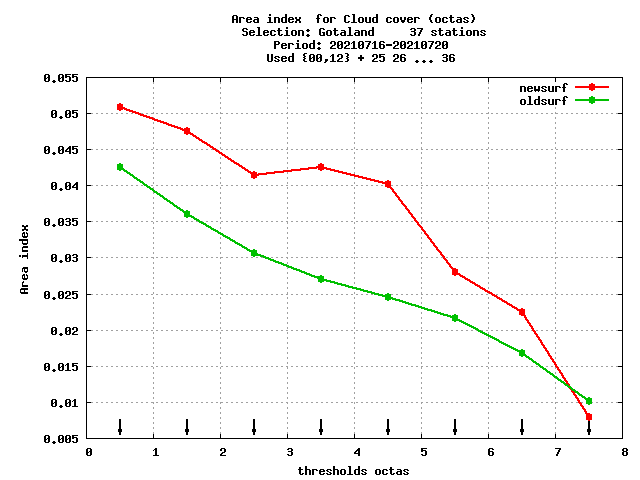 Area index  for Cloud cover (octas)
Selection: Gotaland     37 stations
Period: 20210716-20210720
Used {00,12} + 25 26 ... 36
newsurf
oldsurf
0.055
0.05
0.045
0.04
0.035
0.03
0.025
0.02
0.015
0.01
0.005
Area index
0 1 2 3 4 5 6 7 8
thresholds octas